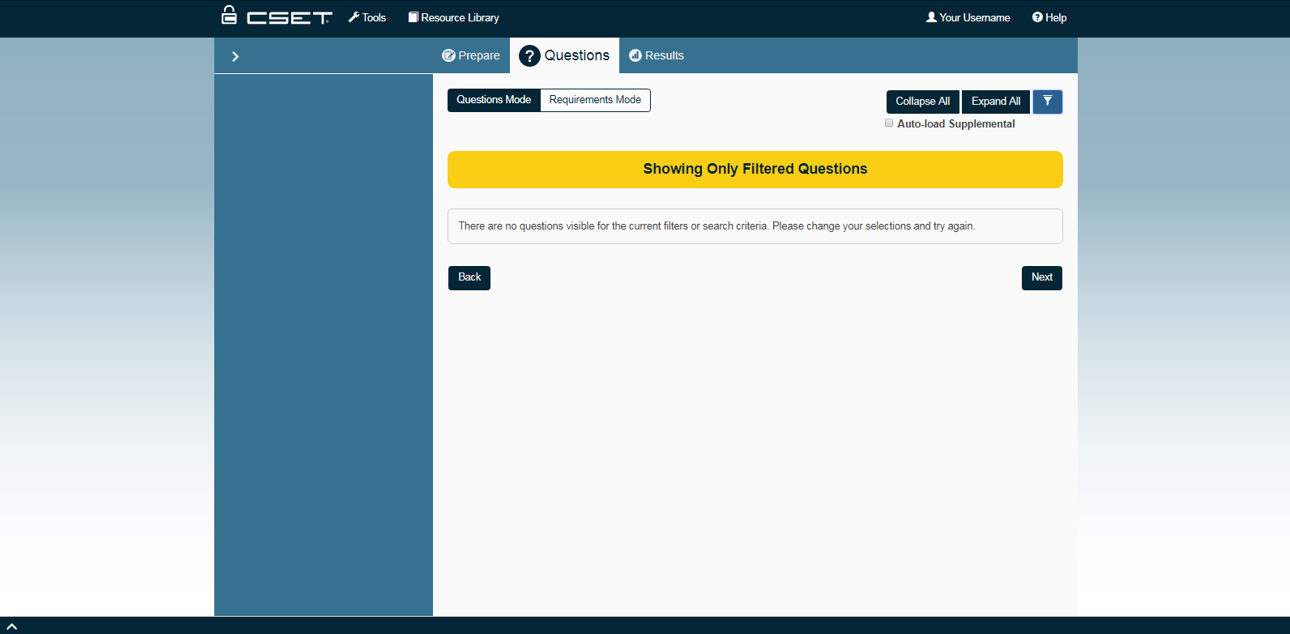 CSET Tools Resource Library Your Username Help
Prepare Questions Results
Questions Mode Requirements Mode Collapse All Expand All
Auto-load Supplemental
Showing Only Filtered Questions
There are no questions visible for the current filters or search criteria. Please change your selections and try again.
Back Next